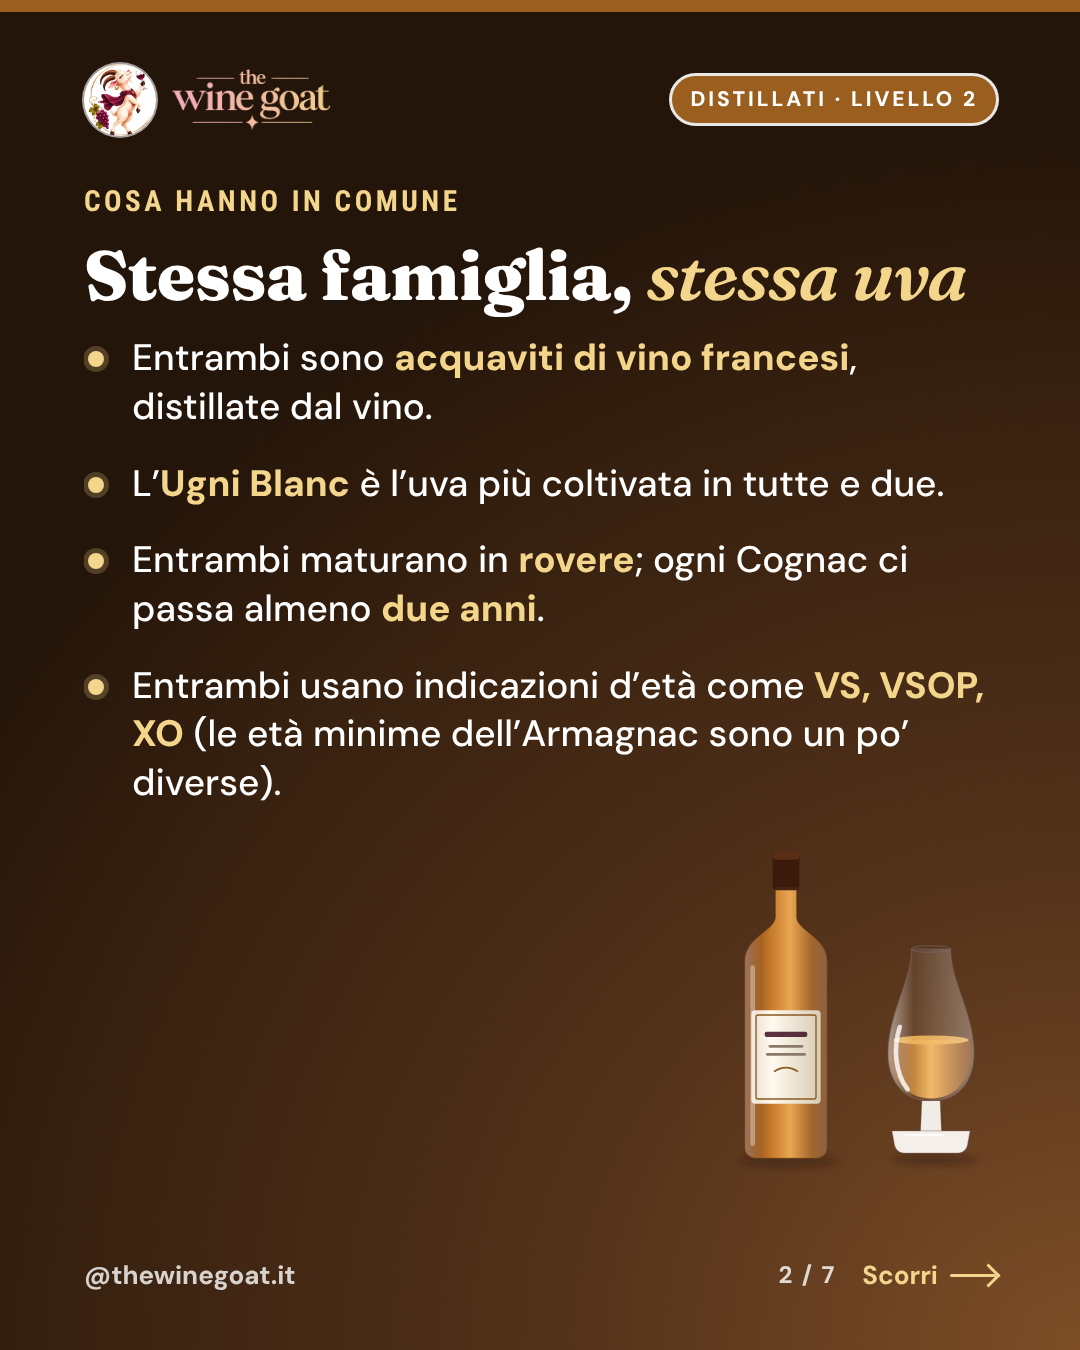 the
wine goat
DISTILLATI · LIVELLO 2
COSA HANNO IN COMUNE
Stessa famiglia, stessa uva
Entrambi sono acquaviti di vino francesi,
distillate dal vino.
L’Ugni Blanc è l’uva più coltivata in tutte e due.
Entrambi maturano in rovere; ogni Cognac ci
passa almeno due anni.
Entrambi usano indicazioni d’età come VS, VSOP,
XO (le età minime dell’Armagnac sono un po’
diverse).
@thewinegoat.it
2 / 7 Scorri